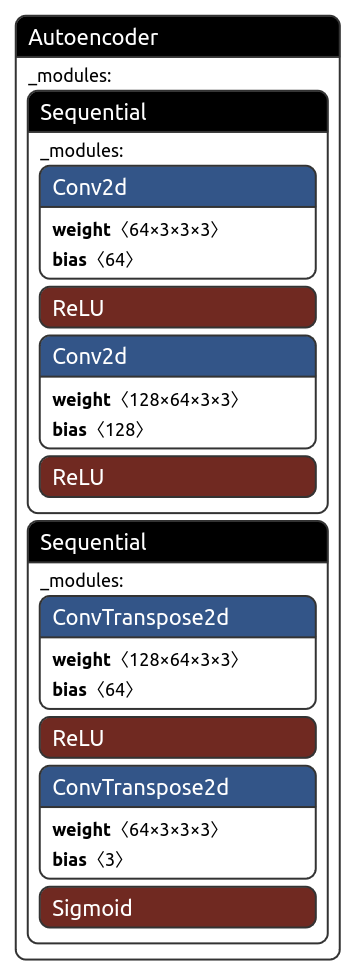 Autoencoder
_modules:
Sequential
_modules:
Conv2d
weight〈64×3×3×3〉
bias〈64〉
ReLU
Conv2d
weight〈128×64×3×3〉
bias〈128〉
ReLU
Sequential
_modules:
ConvTranspose2d
weight〈128×64×3×3〉
bias〈64〉
ReLU
ConvTranspose2d
weight〈64×3×3×3〉
bias〈3〉
Sigmoid